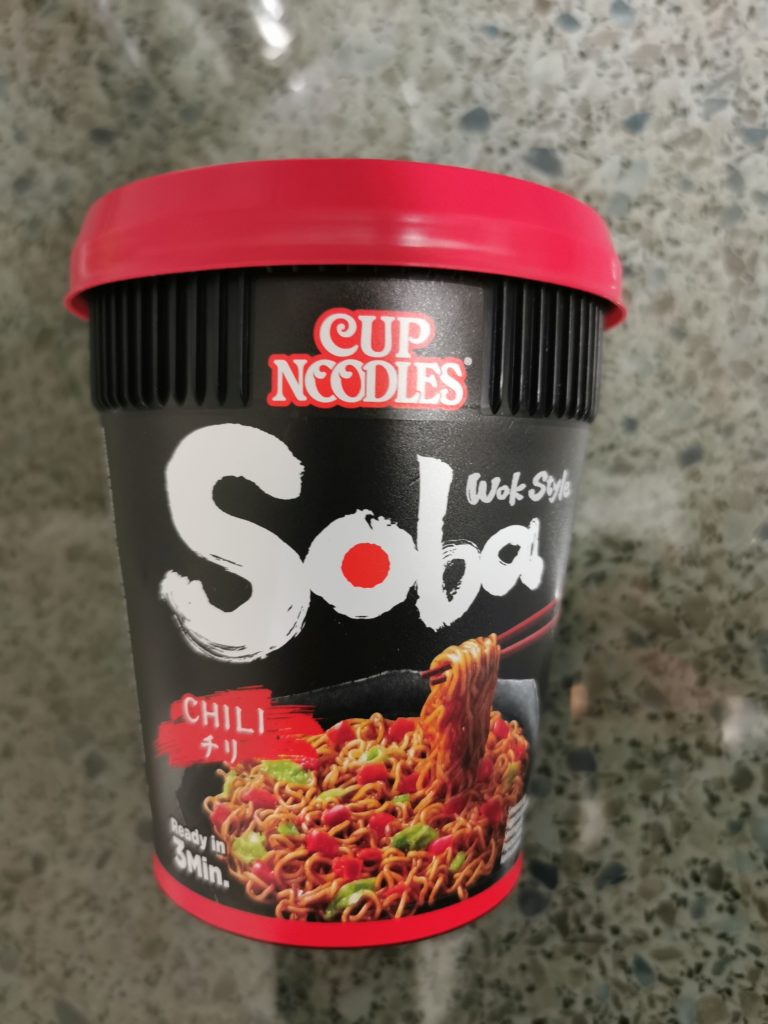 CUP
NOODLES®
Wok Style
Soba
CHILI
チリ
Ready in
3Min.